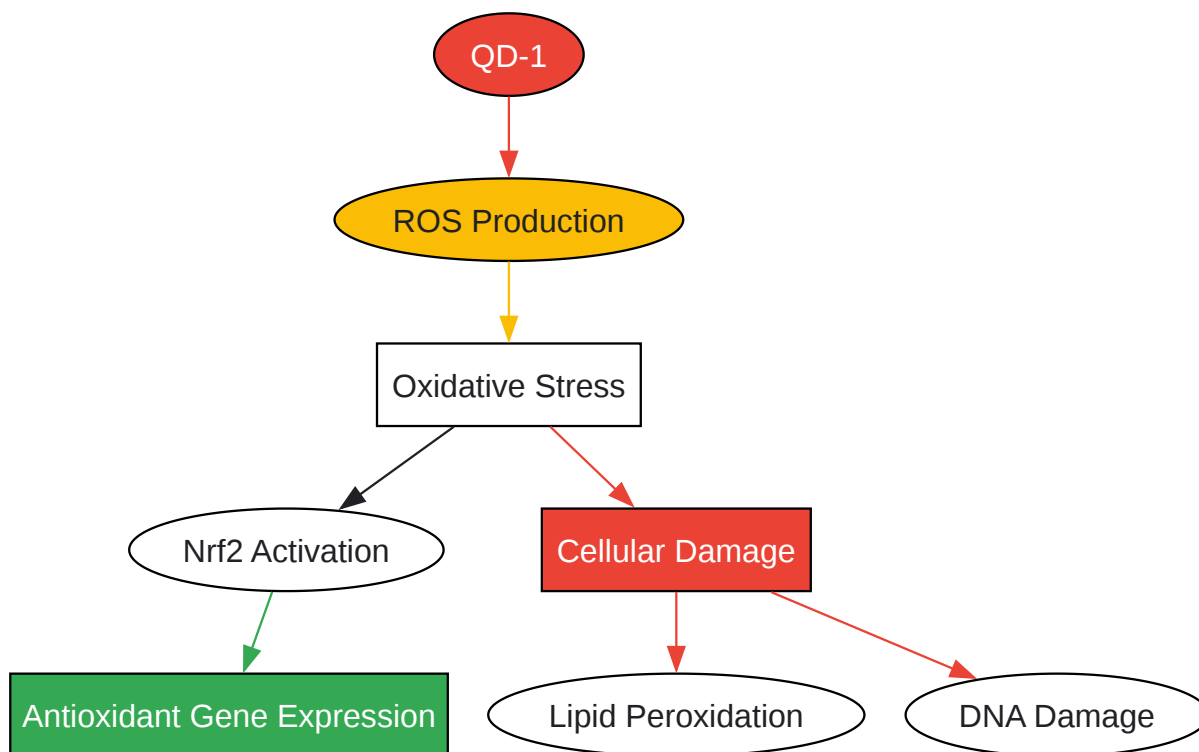 QD-1
ROS Production
Oxidative Stress
Nrf2 Activation
Cellular Damage
Antioxidant Gene Expression
Lipid Peroxidation
DNA Damage